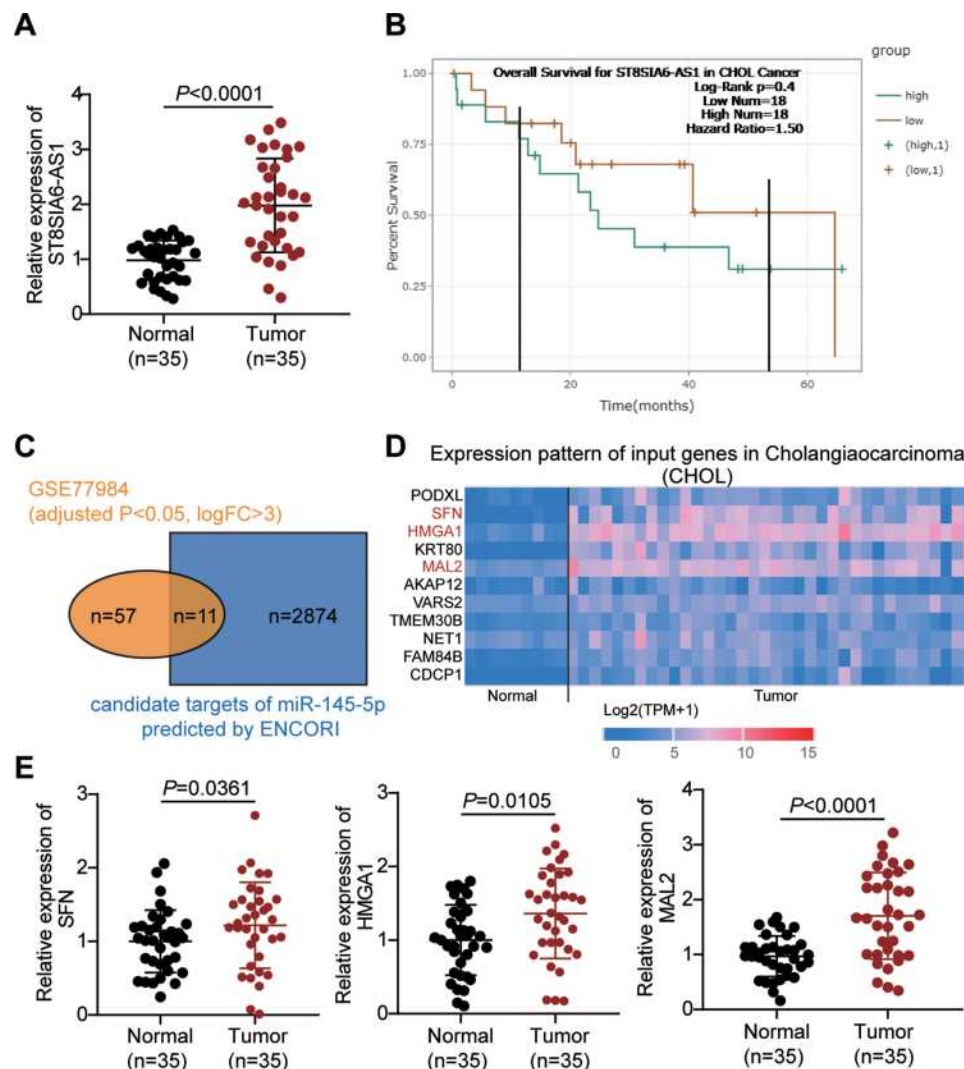 A
P<0.0001
Relative expression of
ST8SIA6-AS1
4
3
2
1
0
Normal
(n=35)
Tumor
(n=35)
B
group
Overall Survival for ST8SIA6-AS1 in CHOL Cancer
Log-Rank p=0.4
Low Num=18
High Num=18
Hazard Ratio=1.50
high
low
(high,1)
(low,1)
Percent Survival
1.00
0.75
0.50
0.25
0.00
0
20
40
60
Time(months)
C
GSE77984
(adjusted P<0.05, logFC>3)
n=57
n=11
n=2874
candidate targets of miR-145-5p
predicted by ENCORI
D
Expression pattern of input genes in Cholangiaocarcinoma
(CHOL)
PODXL
SFN
HMGA1
KRT80
MAL2
AKAP12
VARS2
TMEM30B
NET1
FAM84B
CDCP1
Normal
Tumor
Log2(TPM+1)
0
5
10
15
E
P=0.0361
Relative expression of
SFN
3
2
1
0
Normal
(n=35)
Tumor
(n=35)
P=0.0105
Relative expression of
HMGA1
3
2
1
0
Normal
(n=35)
Tumor
(n=35)
P<0.0001
Relative expression of
MAL2
4
3
2
1
0
Normal
(n=35)
Tumor
(n=35)